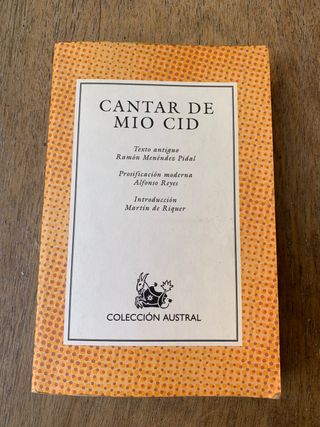 CANTAR DE
MIO CID
Texto antiguo
Ramón Menéndez Pidal
Prosificación moderna
Alfonso Reyes
Introducción
Martín de Riquer
COLECCIÓN AUSTRAL